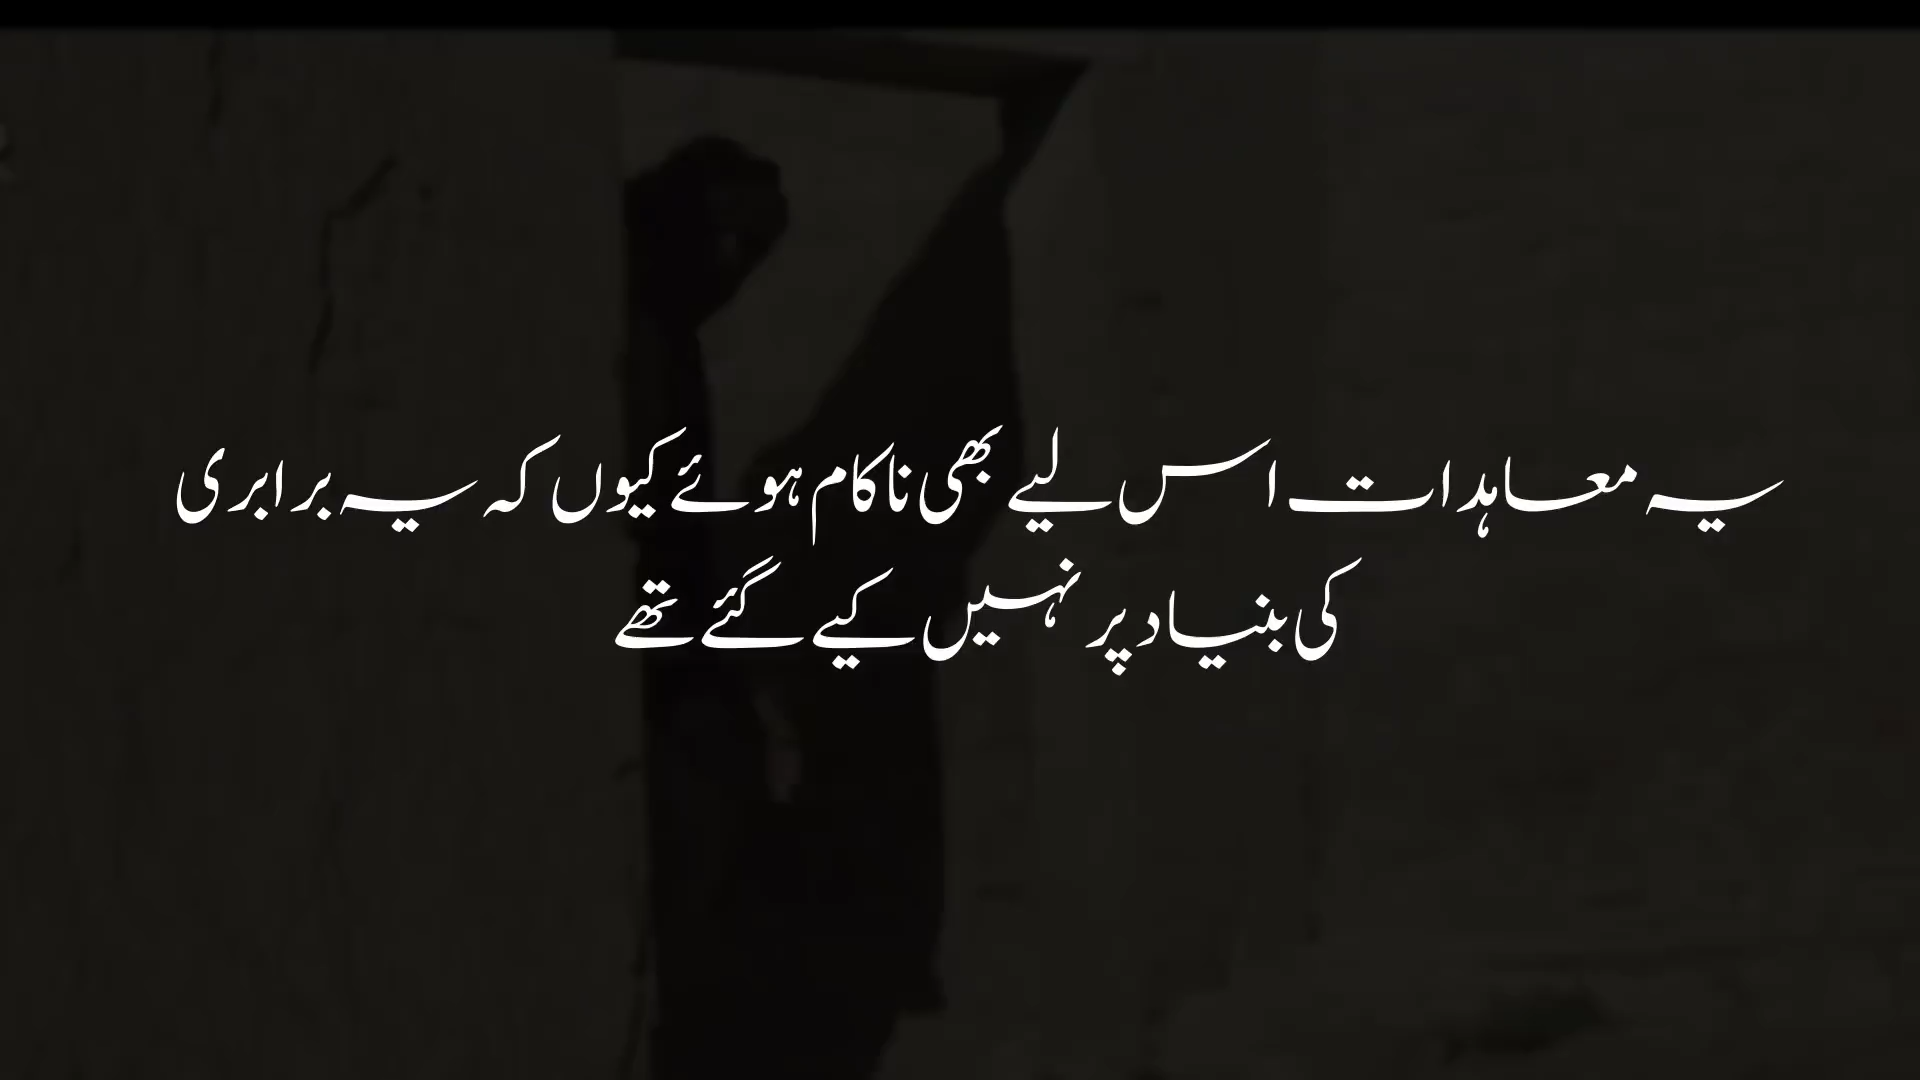 یہ معاہدات اس لیے بھی ناکام ہوئے کیوں کہ یہ برابری
کی بنیاد پر نہیں کیے گئے تھے